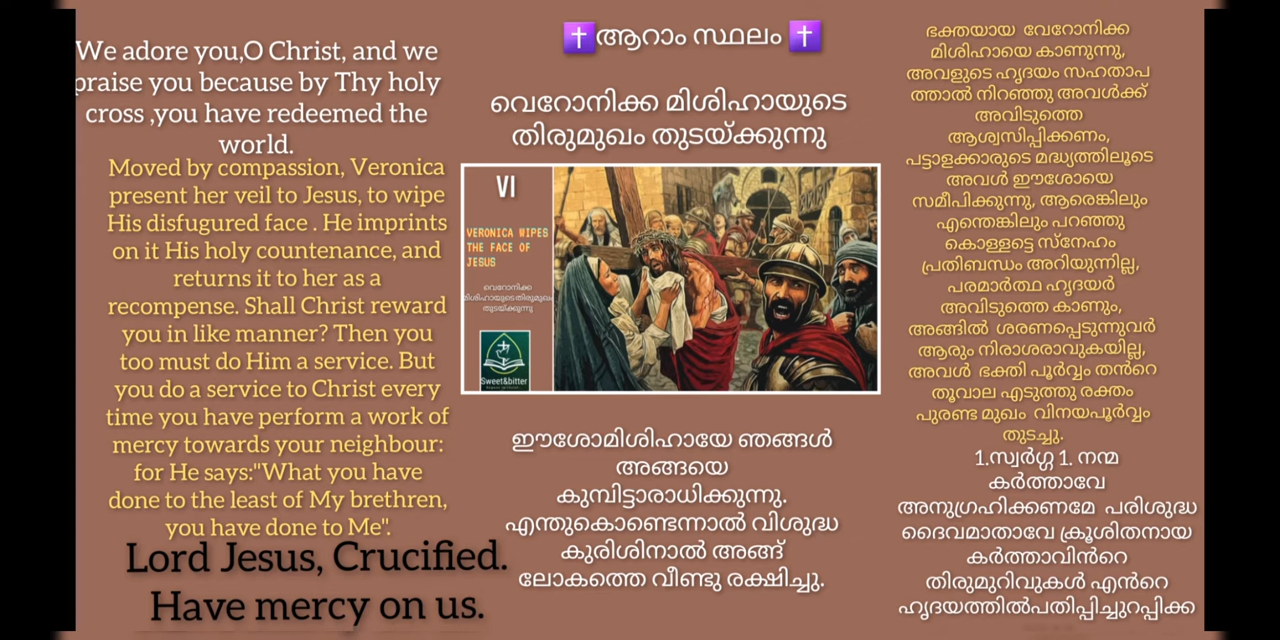 We adore you,O Christ, and we
praise you because by Thy holy
cross ,you have redeemed the
world.
Moved by compassion, Veronica
present her veil to Jesus, to wipe
His disfugured face . He imprints
on it His holy countenance, and
returns it to her as a
recompense. Shall Christ reward
you in like manner? Then you
too must do Him a service. But
you do a service to Christ every
time you have perform a work of
mercy towards your neighbour:
for He says:"What you have
done to the least of My brethren,
you have done to Me".
Lord Jesus, Crucified.
Have mercy on us.
✝️ആറാം സ്ഥലം ✝️
വെറോനിക്ക മിശിഹായുടെ
തിരുമുഖം തുടയ്ക്കുന്നു
VI
VERONICA WIPES
THE FACE OF
JESUS
വെറോനിക്ക
മിശിഹായുടെതിരുമുഖം
തുടയ്ക്കുന്നു
Sweet&bitter
ഈശോമിശിഹായേ ഞങ്ങൾ
അങ്ങയെ
കുമ്പിട്ടാരാധിക്കുന്നു.
എന്തുകൊണ്ടെന്നാൽ വിശുദ്ധ
കുരിശിനാൽ അങ്ങ്
ലോകത്തെ വീണ്ടു രക്ഷിച്ചു.
ഭക്തയായ വേറോനിക്ക
മിശിഹായെ കാണുന്നു,
അവളുടെ ഹൃദയം സഹതാപ
ത്താൽ നിറഞ്ഞു അവൾക്ക്
അവിടുത്തെ
ആശ്വസിപ്പിക്കണം,
പട്ടാളക്കാരുടെ മദ്ധ്യത്തിലൂടെ
അവൾ ഈശോയെ
സമീപിക്കുന്നു, ആരെങ്കിലും
എന്തെങ്കിലും പറഞ്ഞു
കൊള്ളട്ടെ സ്നേഹം
പ്രതിബന്ധം അറിയുന്നില്ല,
പരമാർത്ഥ ഹൃദയർ
അവിടുത്തെ കാണും,
അങ്ങിൽ ശരണപ്പെടുന്നുവർ
ആരും നിരാശരാവുകയില്ല,
അവൾ ഭക്തി പൂർവ്വം തൻറെ
തൂവാല എടുത്തു രക്തം
പുരണ്ട മുഖം വിനയപൂർവ്വം
തുടച്ചു.
1.സ്വർഗ്ഗ 1. നന്മ
കർത്താവേ
അനുഗ്രഹിക്കണമേ പരിശുദ്ധ
ദൈവമാതാവേ ക്രൂശിതനായ
കർത്താവിൻറെ
തിരുമുറിവുകൾ എൻറെ
ഹൃദയത്തിൽപതിപ്പിച്ചുറപ്പിക്ക